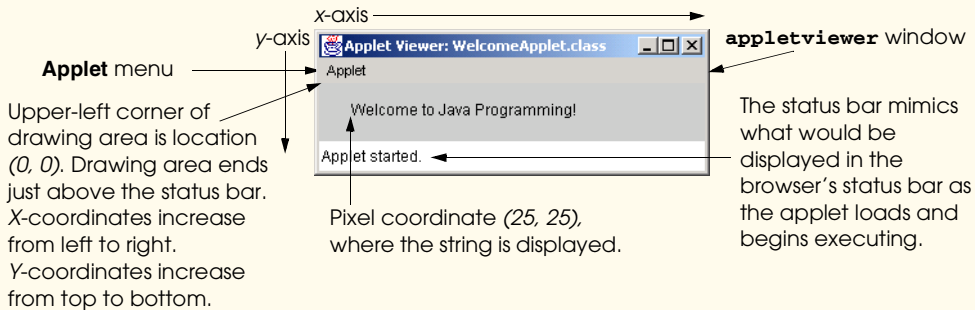 x-axis
y-axis
Applet Viewer: WelcomeApplet.class
appletviewer window
Applet menu
Applet
Upper-left corner of
drawing area is location
(0, 0). Drawing area ends
just above the status bar.
X-coordinates increase
from left to right.
Y-coordinates increase
from top to bottom.
Welcome to Java Programming!
Applet started.
Pixel coordinate (25, 25),
where the string is displayed.
The status bar mimics
what would be
displayed in the
browser’s status bar as
the applet loads and
begins executing.